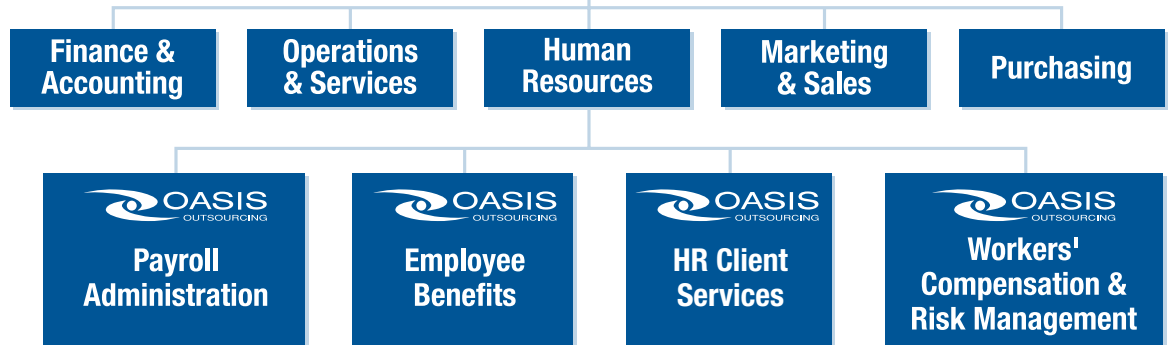 Finance &
Accounting
Operations
& Services
Human
Resources
Marketing
& Sales
Purchasing
OASIS
OUTSOURCING
Payroll
Administration
OASIS
OUTSOURCING
Employee
Benefits
OASIS
OUTSOURCING
HR Client
Services
OASIS
OUTSOURCING
Workers'
Compensation &
Risk Management